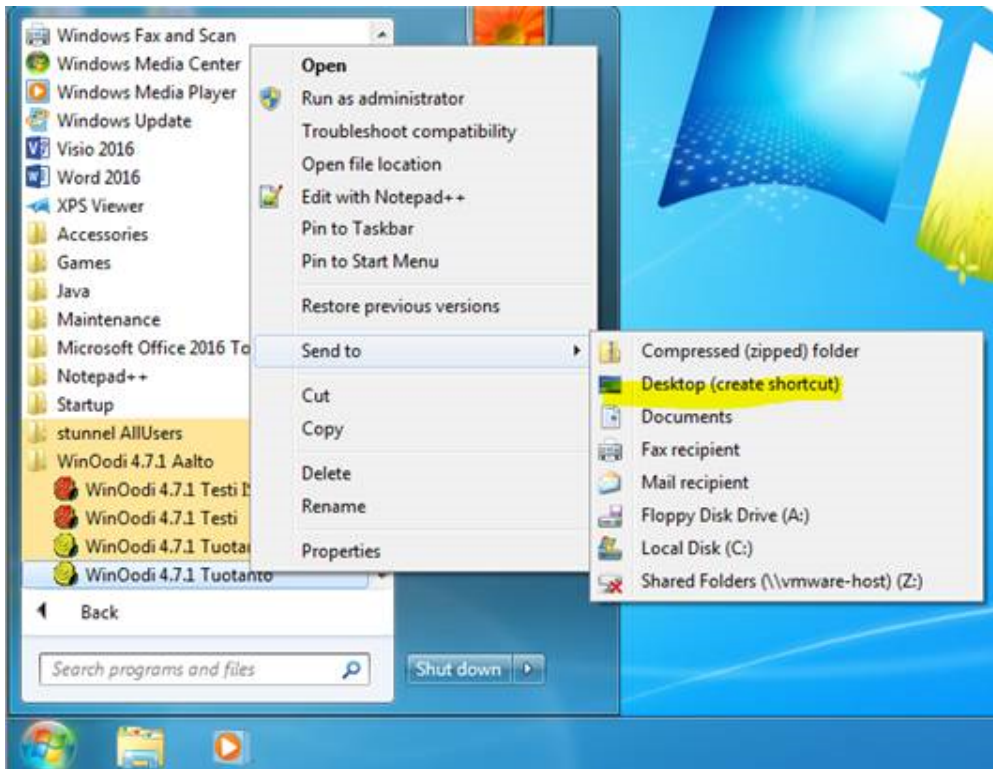 Windows Fax and Scan
Windows Media Center
Windows Media Player
Windows Update
Visio 2016
Word 2016
XPS Viewer
Accessories
Games
Java
Maintenance
Microsoft Office 2016 To
Notepad++
Startup
stunnel AllUsers
WinOodi 4.7.1 Aalto
WinOodi 4.7.1 Testi
WinOodi 4.7.1 Testi
WinOodi 4.7.1 Tuota
WinOodi 4.7.1 Tuotanto
Back
Search programs and files
Shut down
Open
Run as administrator
Troubleshoot compatibility
Open file location
Edit with Notepad++
Pin to Taskbar
Pin to Start Menu
Restore previous versions
Send to
Cut
Copy
Delete
Rename
Properties
Compressed (zipped) folder
Desktop (create shortcut)
Documents
Fax recipient
Mail recipient
Floppy Disk Drive (A:)
Local Disk (C:)
Shared Folders (\\vmware-host) (Z:)